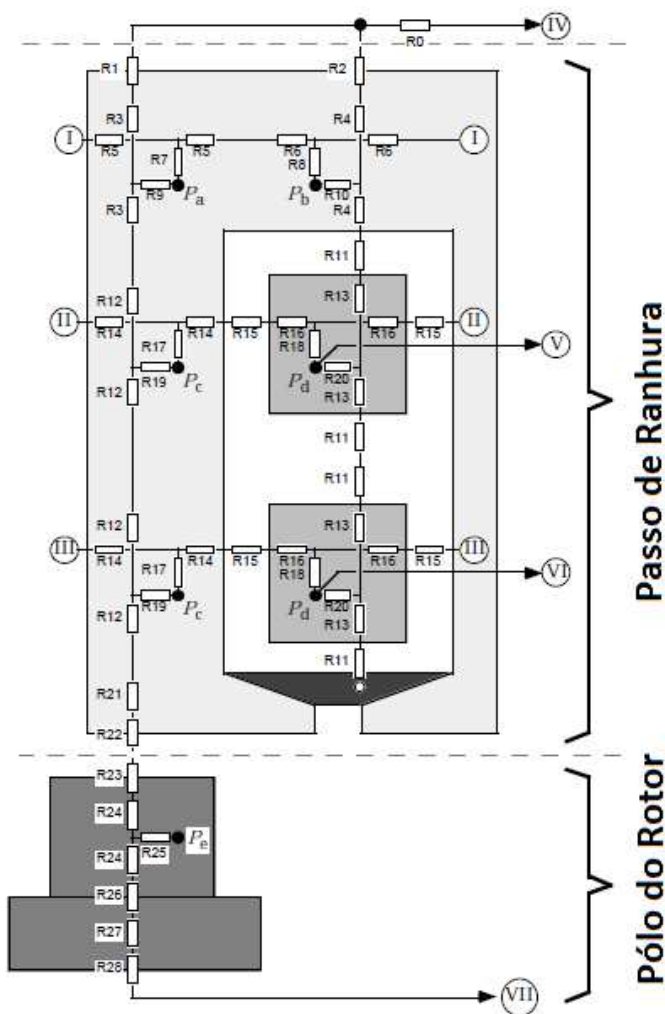 IV
R0
R1 R2
R3 R4
I R5 R5 R6 R6 I
R7 R8
R9 Pa Pb R10
R3 R4
R11
R12 R13
II R14 R14 R15 R16 R16 R15 II
R17 R18 V
R19 Pc Pd R20
R12 R13
R11
R11
R12 R13
III R14 R14 R15 R16 R16 R15 III
R17 R18 VI
R19 Pc Pd R20
R12 R13
R11
R21
R22
Passo de Ranhura
R23
R24
R25 Pe
R24
R26
R27
R28
VII
Pólo do Rotor